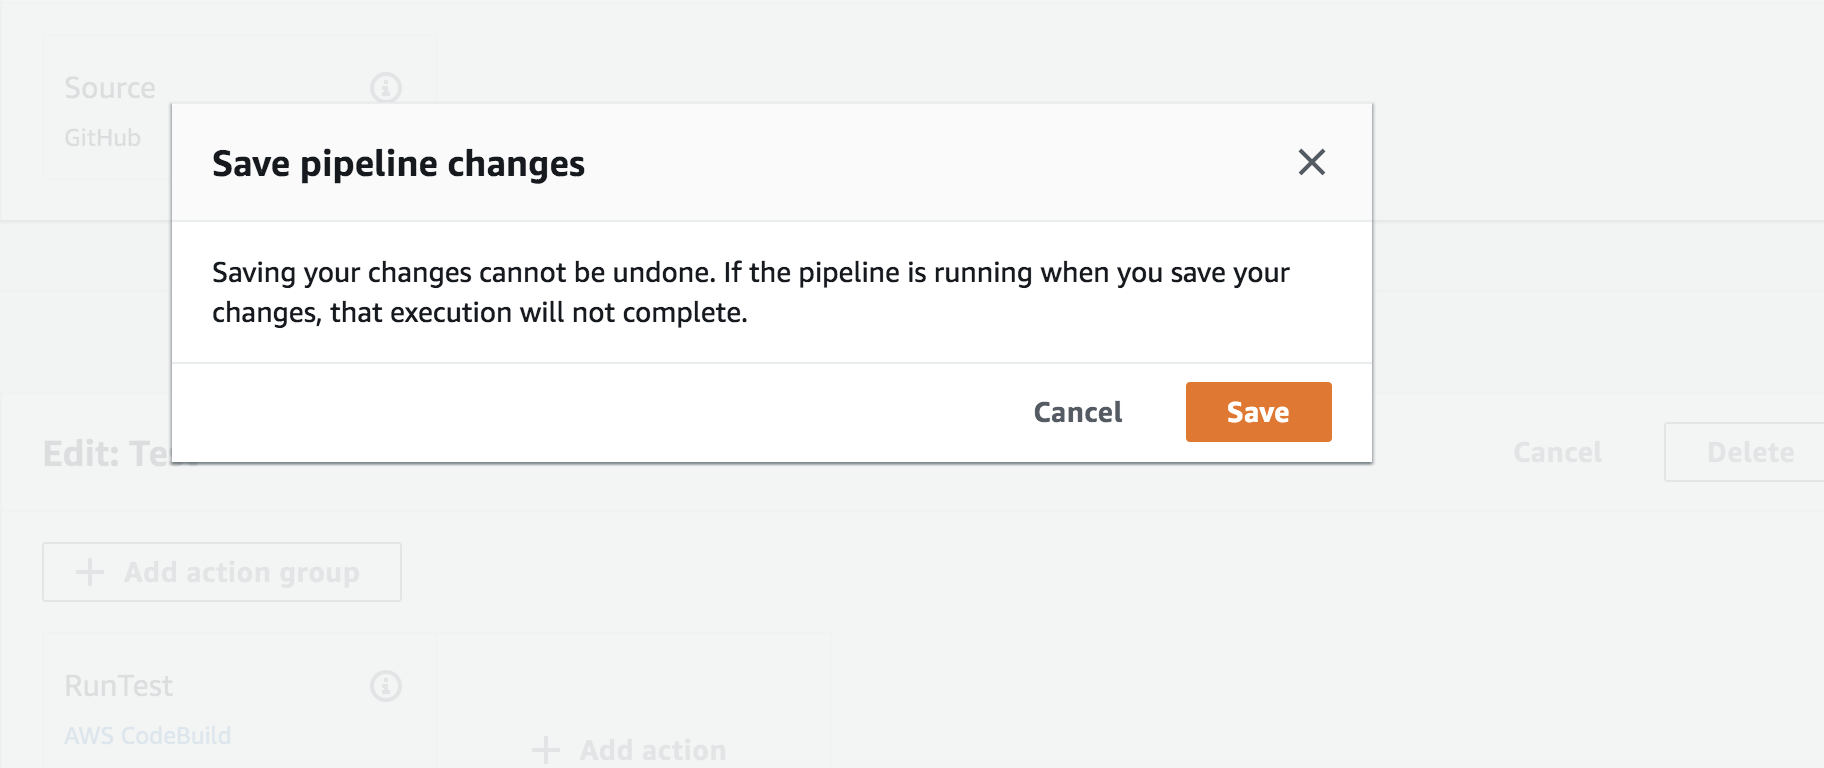 Source
GitHub
Save pipeline changes
Saving your changes cannot be undone. If the pipeline is running when you save your
changes, that execution will not complete.
Cancel
Save
Edit: Test
Cancel
Delete
Add action group
RunTest
AWS CodeBuild
Add action